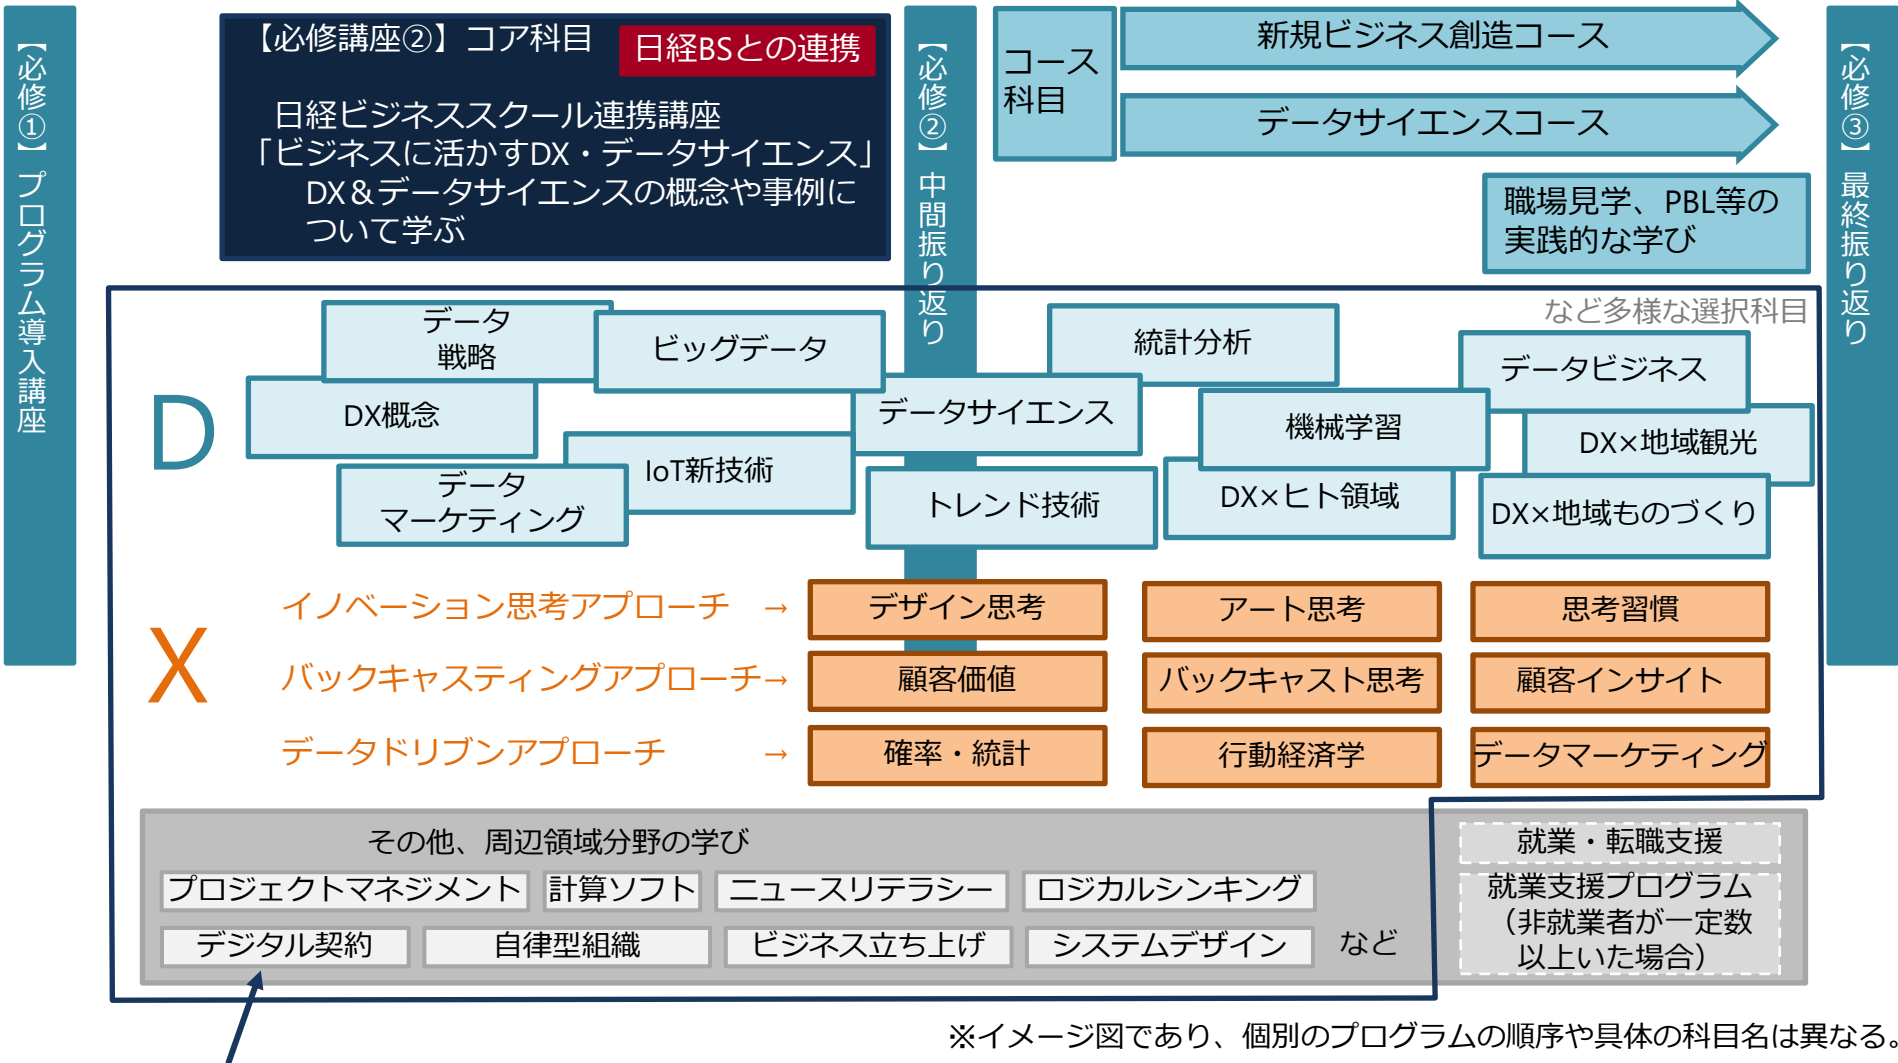 【必修①】プログラム導入講座
【必修講座②】コア科目
日経BSとの連携
日経ビジネススクール連携講座
「ビジネスに活かすDX・データサイエンス」
DX＆データサイエンスの概念や事例に
ついて学ぶ
【必修②】中間振り返り
コース
科目
新規ビジネス創造コース
データサイエンスコース
職場見学、PBL等の
実践的な学び
【必修③】最終振り返り
など多様な選択科目
D
データ
戦略
ビッグデータ
統計分析
データビジネス
DX概念
データサイエンス
機械学習
DX×地域観光
IoT新技術
データ
マーケティング
トレンド技術
DX×ヒト領域
DX×地域ものづくり
X
イノベーション思考アプローチ →
デザイン思考
アート思考
思考習慣
バックキャスティングアプローチ→
顧客価値
バックキャスト思考
顧客インサイト
データドリブンアプローチ →
確率・統計
行動経済学
データマーケティング
その他、周辺領域分野の学び
プロジェクトマネジメント
計算ソフト
ニュースリテラシー
ロジカルシンキング
デジタル契約
自律型組織
ビジネス立ち上げ
システムデザイン
など
就業・転職支援
就業支援プログラム
（非就業者が一定数
以上いた場合）
※イメージ図であり、個別のプログラムの順序や具体の科目名は異なる。